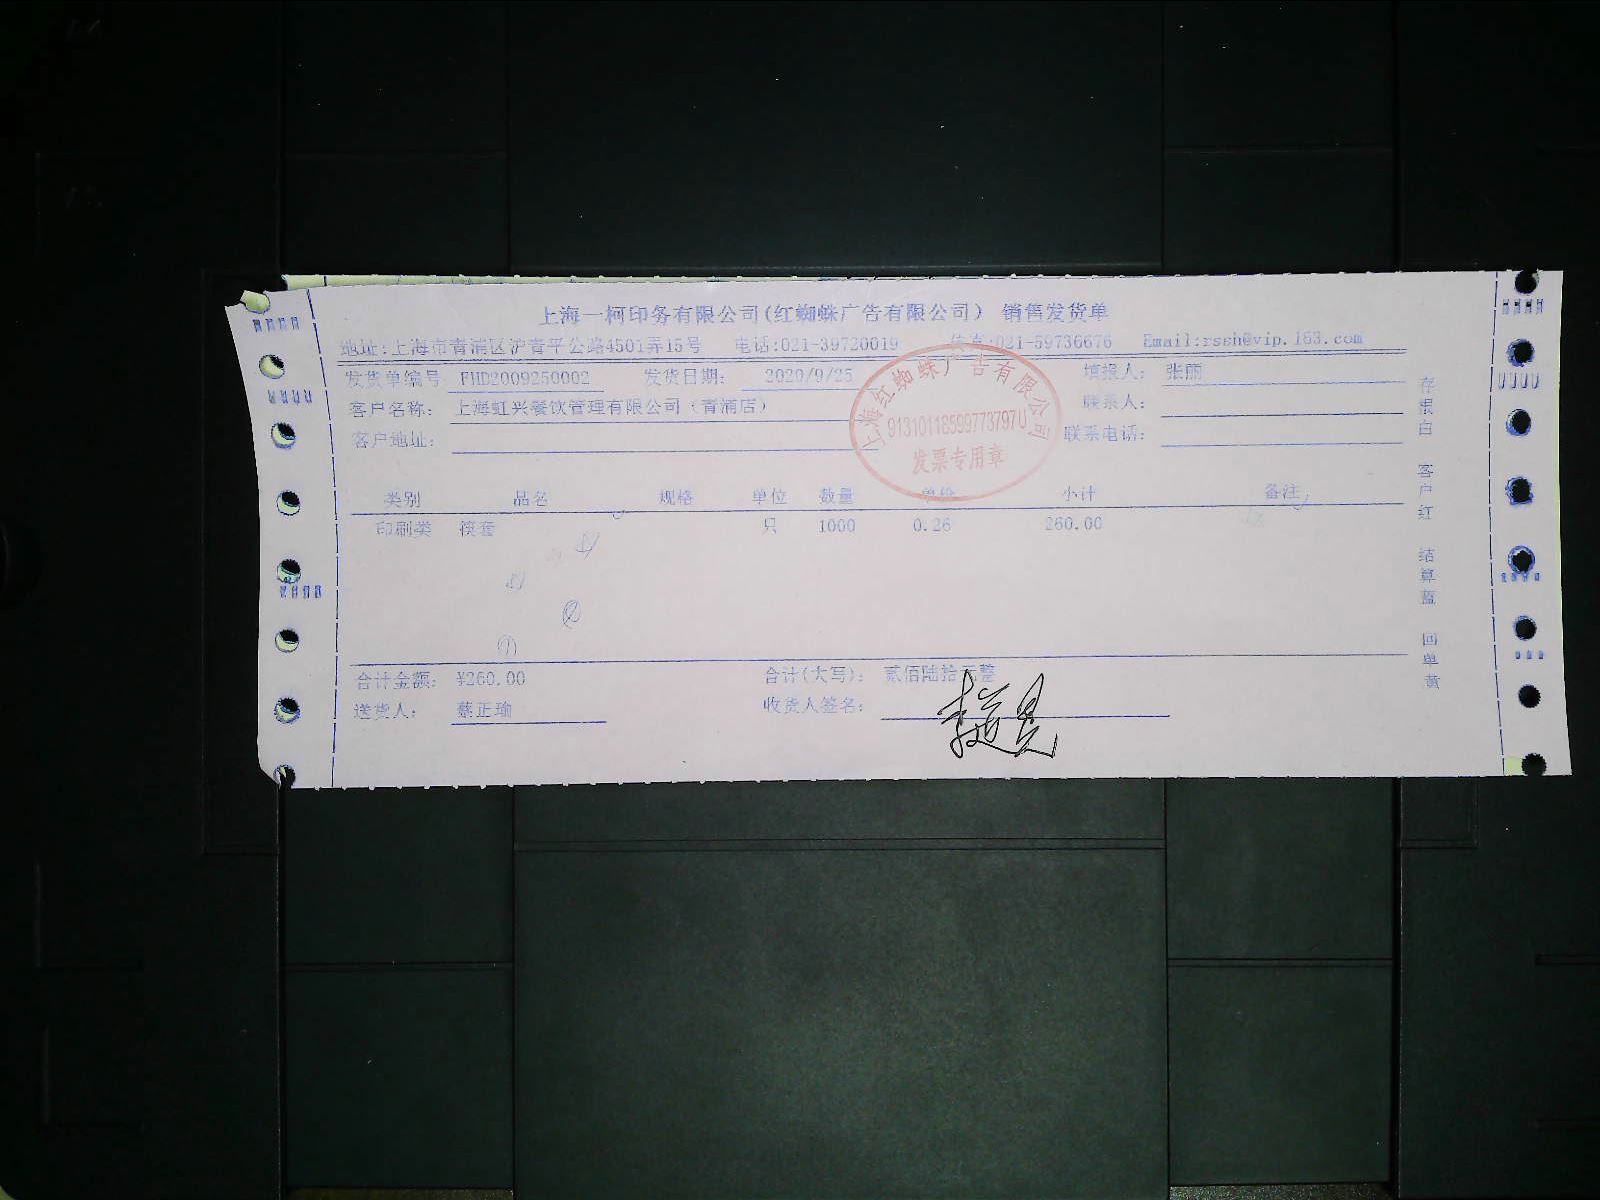 上海一柯印务有限公司(红蜘蛛广告有限公司) 销售发货单
地址:上海市青浦区沪青平公路4501弄15号 电话:021-39720019 传真:021-59736676 Email:rssh@vip.163.com
发货单编号 FHD2009250002 发货日期: 2020/9/25 填报人: 张丽
客户名称: 上海虹兴餐饮管理有限公司(青浦店) 联系人:
客户地址: 联系电话:
上海红蜘蛛广告有限公司
91310118599773797U
发票专用章
类别 品名 规格 单位 数量 单价 小计 备注
印刷类 筷套 只 1000 0.26 260.00
合计金额: ¥260.00 合计(大写): 贰佰陆拾元整
送货人: 蔡正瑜 收货人签名:
存根白 客户红 结算蓝 回单黄